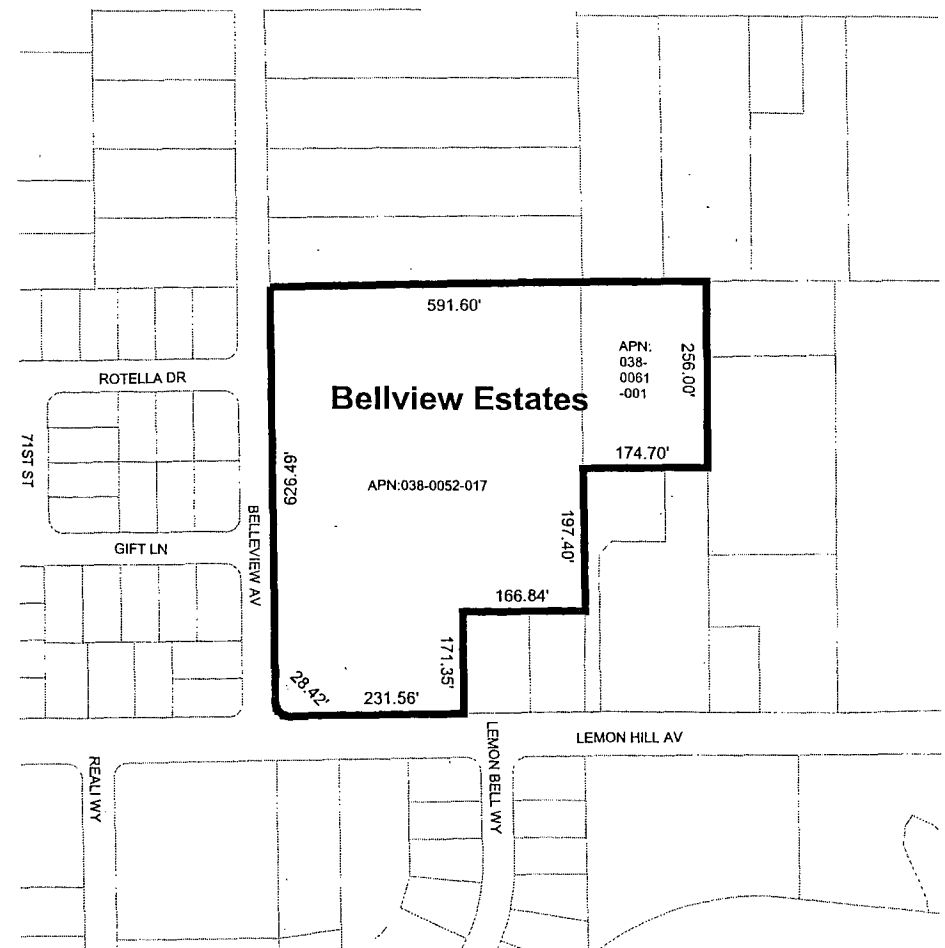 591.60'
APN:
038-
0061
-001
256.00'
ROTELLA DR
Bellview Estates
71ST ST
174.70'
626.49'
APN:038-0052-017
BELLEVIEW AV
197.40'
GIFT LN
166.84'
171.35'
28.42'
231.56'
LEMON BELL WY
LEMON HILL AV
REALI WY